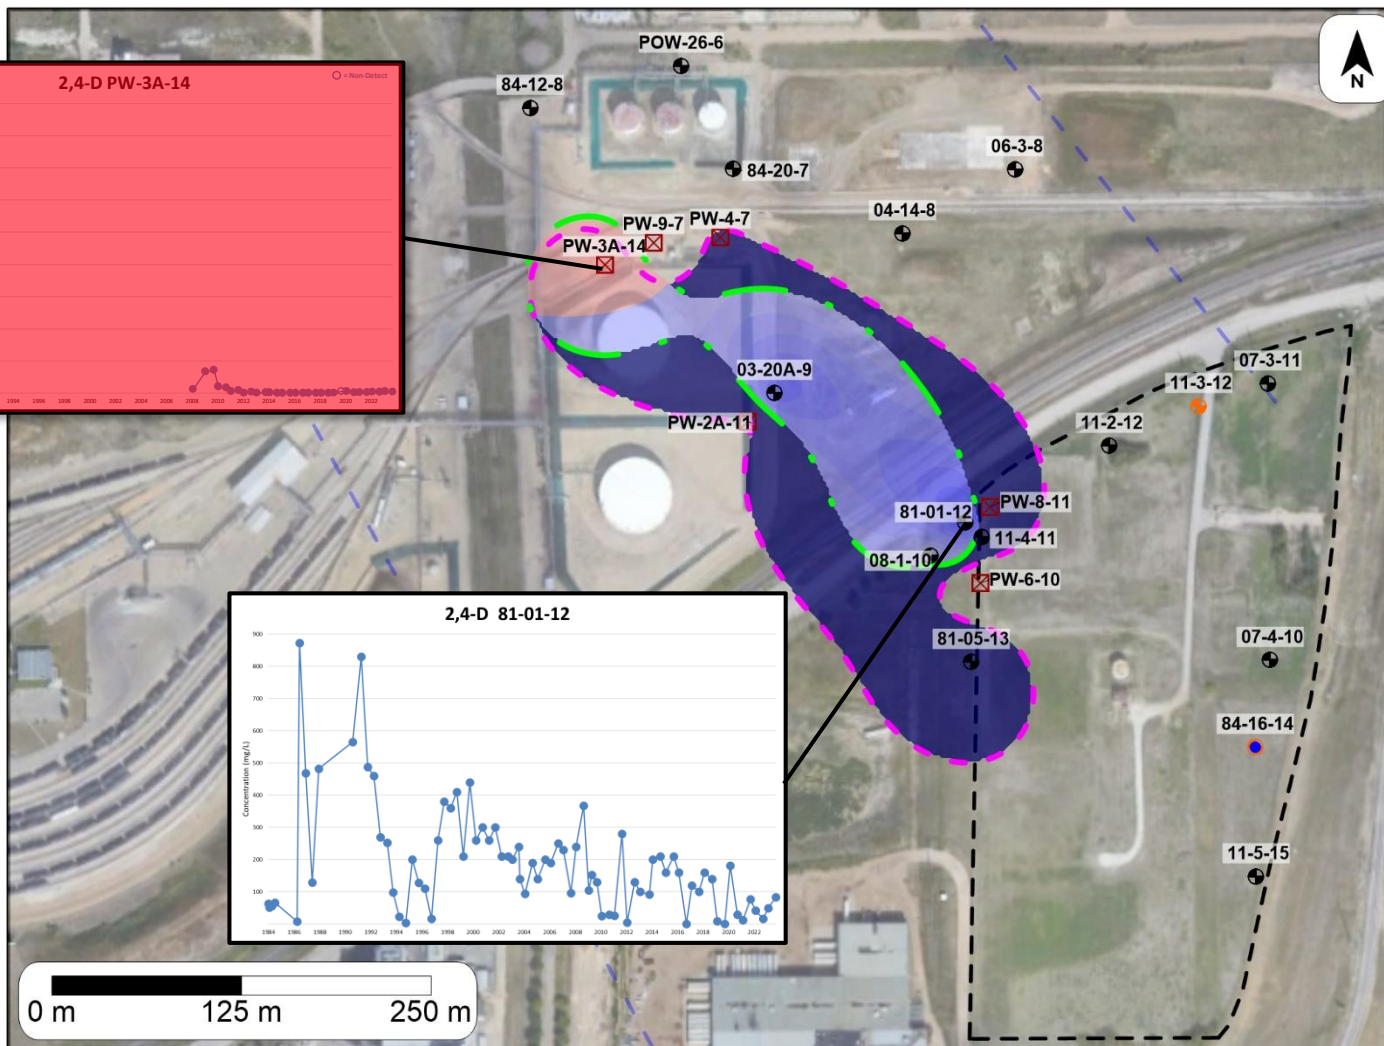 POW-26-6
84-12-8
2,4-D PW-3A-14
= Non-Detect
N
06-3-8
84-20-7
04-14-8
PW-9-7
PW-4-7
PW-3A-14
07-3-11
03-20A-9
11-3-12
1994 1996 1998 2000 2002 2004 2006 2008 2010 2012 2014 2016 2018 2020 2022
PW-2A-11
11-2-12
PW-8-11
81-01-12
11-4-11
08-1-10
PW-6-10
2,4-D 81-01-12
81-05-13
07-4-10
900
800
700
600
500
400
300
200
100
Concentration (mg/L)
84-16-14
11-5-15
1984 1986 1988 1990 1992 1994 1996 1998 2000 2002 2004 2006 2008 2010 2012 2014 2016 2018 2020 2022
0 m 125 m 250 m